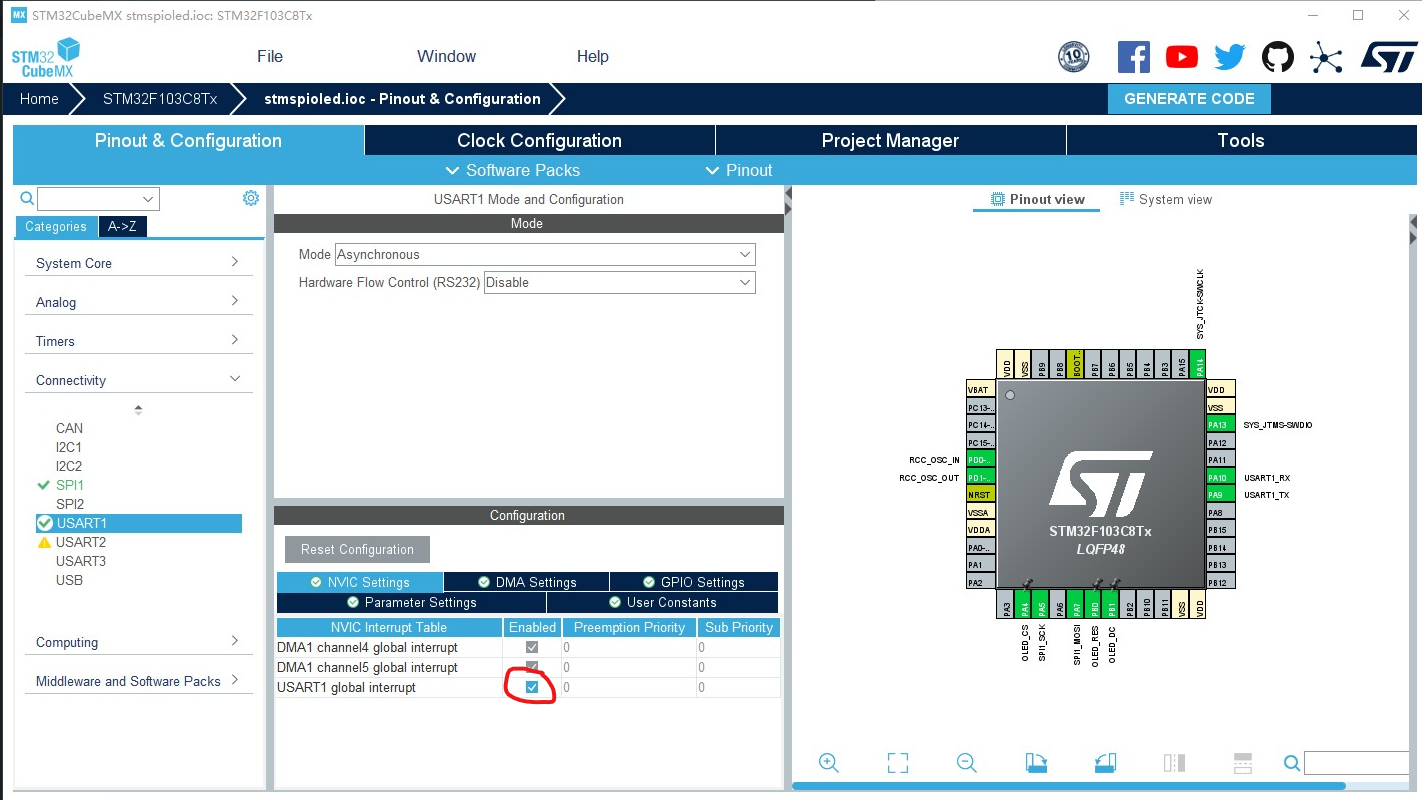 MX STM32CubeMX stmspioled.ioc: STM32F103C8Tx
STM32
CubeMX
File
Window
Help
10
Home
STM32F103C8Tx
stmspioled.ioc - Pinout & Configuration
GENERATE CODE
Pinout & Configuration
Clock Configuration
Project Manager
Tools
Software Packs
Pinout
Categories
A->Z
System Core
Analog
Timers
Connectivity
CAN
I2C1
I2C2
SPI1
SPI2
USART1
USART2
USART3
USB
Computing
Middleware and Software Packs
USART1 Mode and Configuration
Mode
Mode Asynchronous
Hardware Flow Control (RS232) Disable
Configuration
Reset Configuration
NVIC Settings
DMA Settings
GPIO Settings
Parameter Settings
User Constants
NVIC Interrupt Table Enabled Preemption Priority Sub Priority
DMA1 channel4 global interrupt 0 0
DMA1 channel5 global interrupt 0 0
USART1 global interrupt 0 0
Pinout view
System view
SYS_JTCK-SWCLK
VDD
VSS
PB9
PB8
BOOT..
PB7
PB6
PB5
PB4
PB3
PA15
PA14
VBAT
PC13-..
PC14-..
PC15-..
RCC_OSC_IN PD0-..
RCC_OSC_OUT PD1-..
NRST
VSSA
VDDA
PA0-..
PA1
PA2
ST
STM32F103C8Tx
LQFP48
VDD
VSS
PA13 SYS_JTMS-SWDIO
PA12
PA11
PA10 USART1_RX
PA9 USART1_TX
PA8
PB15
PB14
PB13
PB12
PA3
PA4
PA5
PA6
PA7
PB0
PB1
PB2
PB10
PB11
VSS
VDD
OLED_CS
SPI1_SCK
SPI1_MOSI
OLED_RES
OLED_DC